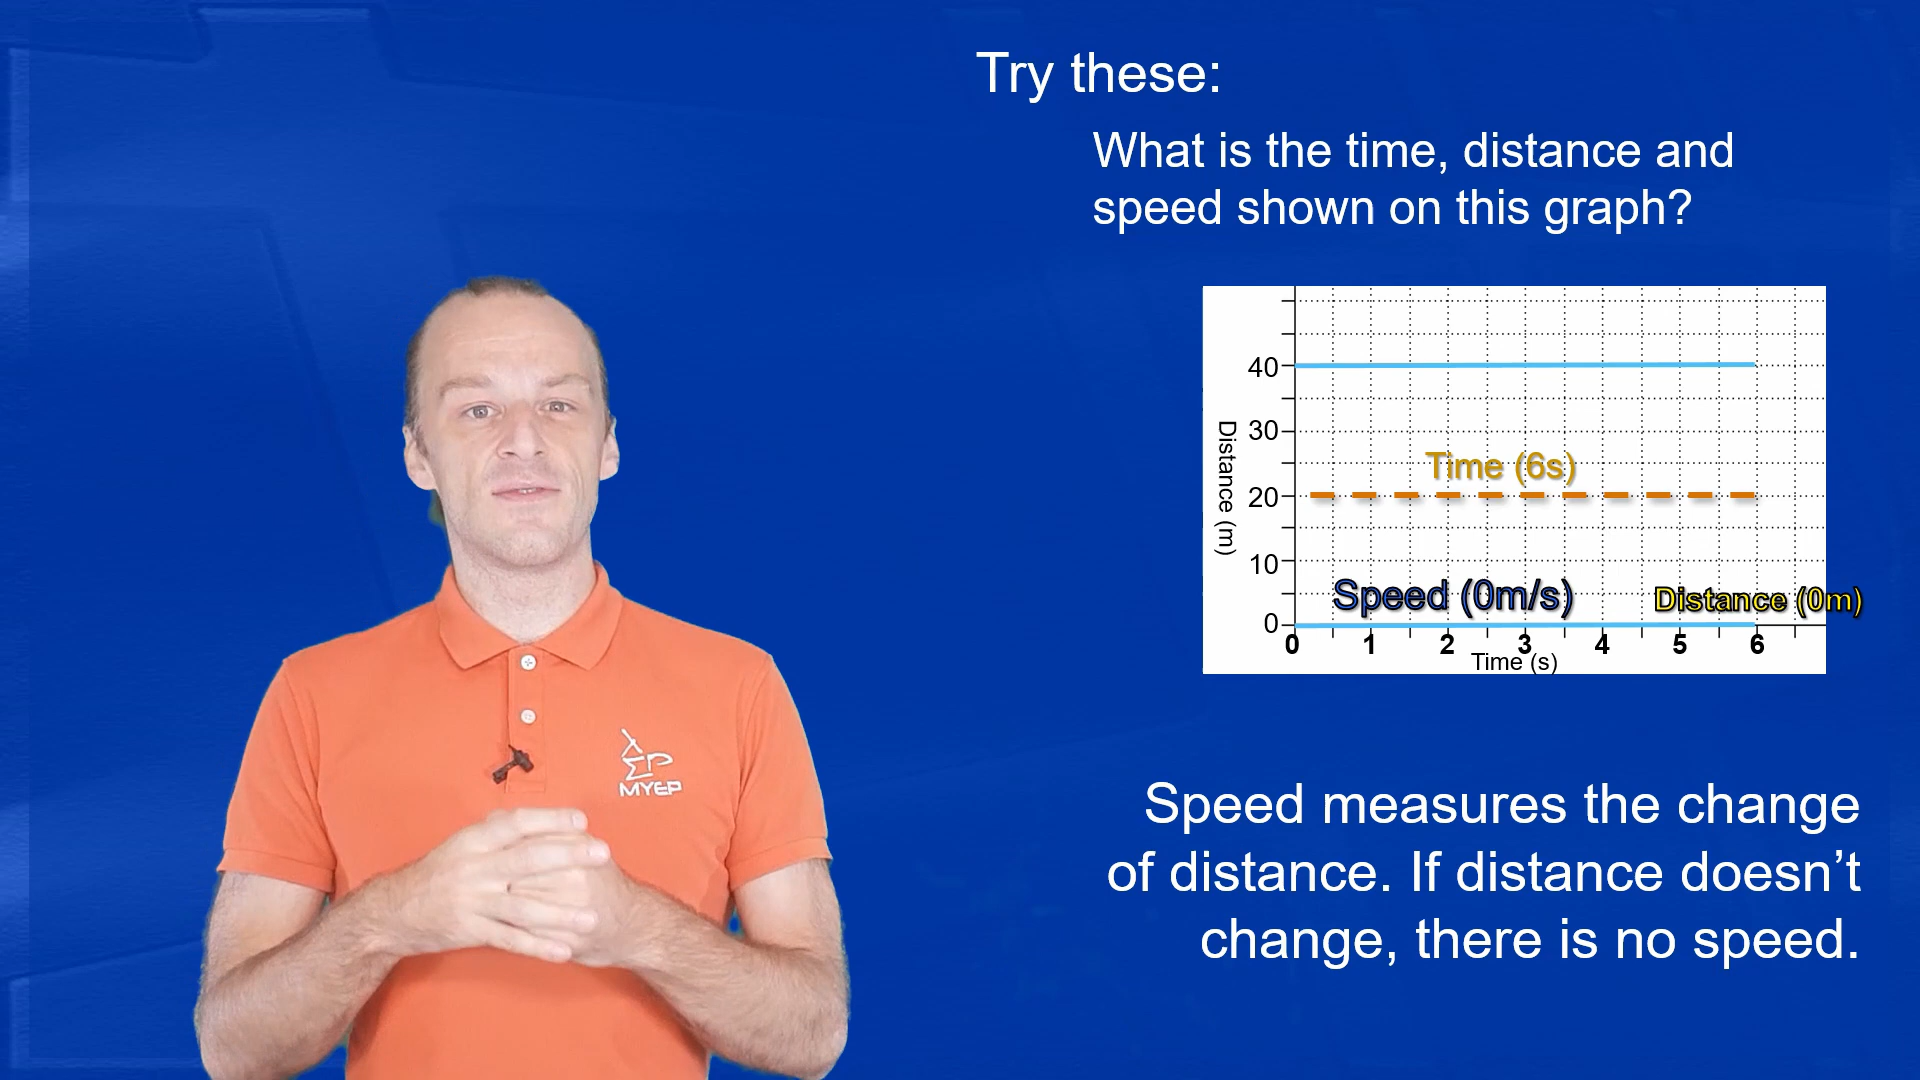 Try these:
What is the time, distance and
speed shown on this graph?
40
30
20
10
0
Distance (m)
Time (6s)
Speed (0m/s)
Distance (0m)
0 1 2 3 4 5 6
Time (s)
MYEP
Speed measures the change
of distance. If distance doesn’t
change, there is no speed.